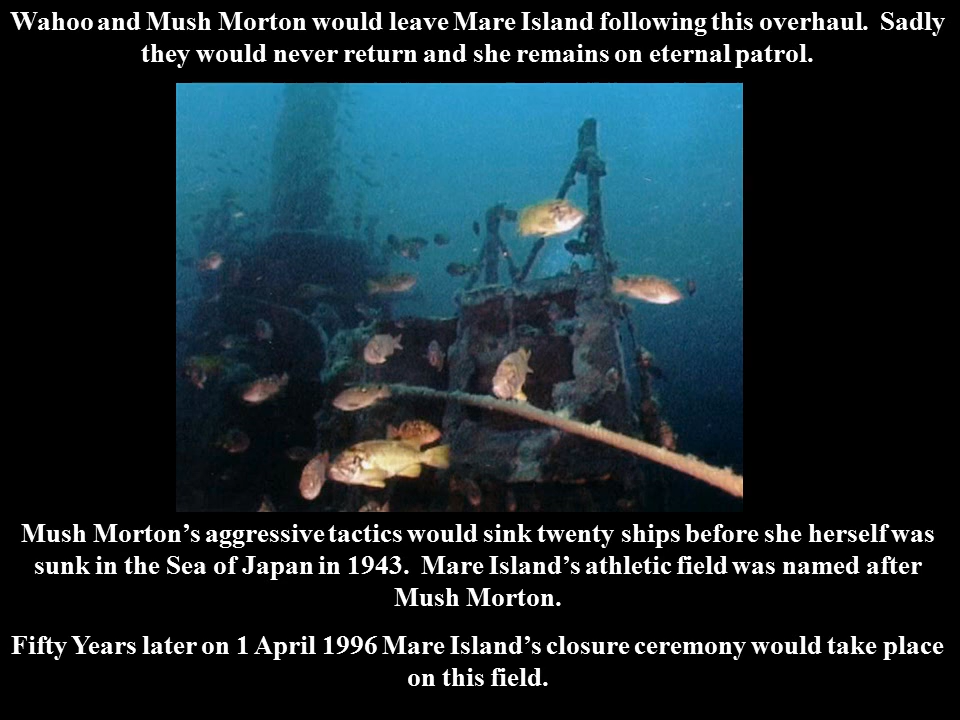 Wahoo and Mush Morton would leave Mare Island following this overhaul.  Sadly
they would never return and she remains on eternal patrol.
Mush Morton’s aggressive tactics would sink twenty ships before she herself was
sunk in the Sea of Japan in 1943.  Mare Island’s athletic field was named after
Mush Morton.
Fifty Years later on 1 April 1996 Mare Island’s closure ceremony would take place
on this field.